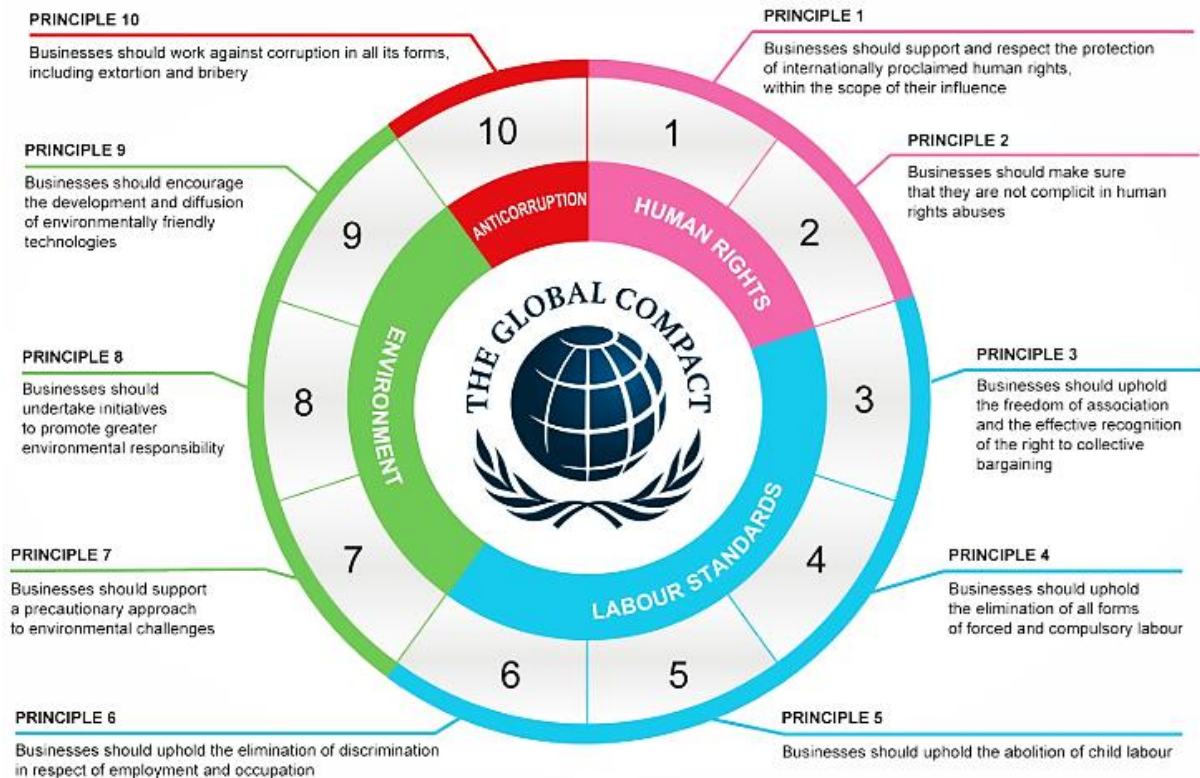 PRINCIPLE 10
Businesses should work against corruption in all its forms,
including extortion and bribery
PRINCIPLE 1
Businesses should support and respect the protection
of internationally proclaimed human rights,
within the scope of their influence
PRINCIPLE 9
Businesses should encourage
the development and diffusion
of environmentally friendly
technologies
PRINCIPLE 2
Businesses should make sure
that they are not complicit in human
rights abuses
PRINCIPLE 8
Businesses should
undertake initiatives
to promote greater
environmental responsibility
PRINCIPLE 3
Businesses should uphold
the freedom of association
and the effective recognition
of the right to collective
bargaining
PRINCIPLE 7
Businesses should support
a precautionary approach
to environmental challenges
PRINCIPLE 4
Businesses should uphold
the elimination of all forms
of forced and compulsory labour
PRINCIPLE 6
Businesses should uphold the elimination of discrimination
in respect of employment and occupation
PRINCIPLE 5
Businesses should uphold the abolition of child labour
10
1
9
2
8
3
7
4
6
5
ANTICORRUPTION
HUMAN RIGHTS
ENVIRONMENT
LABOUR STANDARDS
THE GLOBAL COMPACT